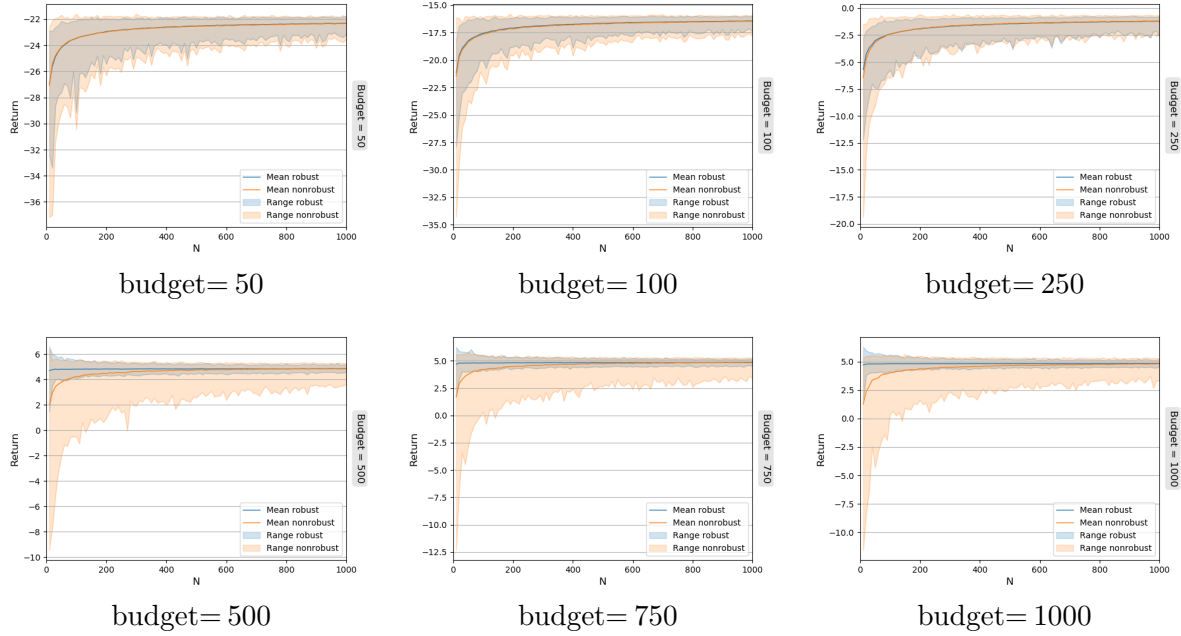 −22
−24
−26
−28
−30
−32
−34
−36
Return
0 200 400 600 800 1000
N
Budget = 50
Mean robust
Mean nonrobust
Range robust
Range nonrobust
budget= 50
−15.0
−17.5
−20.0
−22.5
−25.0
−27.5
−30.0
−32.5
−35.0
Return
0 200 400 600 800 1000
N
Budget = 100
Mean robust
Mean nonrobust
Range robust
Range nonrobust
budget= 100
0.0
−2.5
−5.0
−7.5
−10.0
−12.5
−15.0
−17.5
−20.0
Return
0 200 400 600 800 1000
N
Budget = 250
Mean robust
Mean nonrobust
Range robust
Range nonrobust
budget= 250
6
4
2
0
−2
−4
−6
−8
−10
Return
0 200 400 600 800 1000
N
Budget = 500
Mean robust
Mean nonrobust
Range robust
Range nonrobust
budget= 500
7.5
5.0
2.5
0.0
−2.5
−5.0
−7.5
−10.0
−12.5
Return
0 200 400 600 800 1000
N
Budget = 750
Mean robust
Mean nonrobust
Range robust
Range nonrobust
budget= 750
7.5
5.0
2.5
0.0
−2.5
−5.0
−7.5
−10.0
Return
0 200 400 600 800 1000
N
Budget = 1000
Mean robust
Mean nonrobust
Range robust
Range nonrobust
budget= 1000